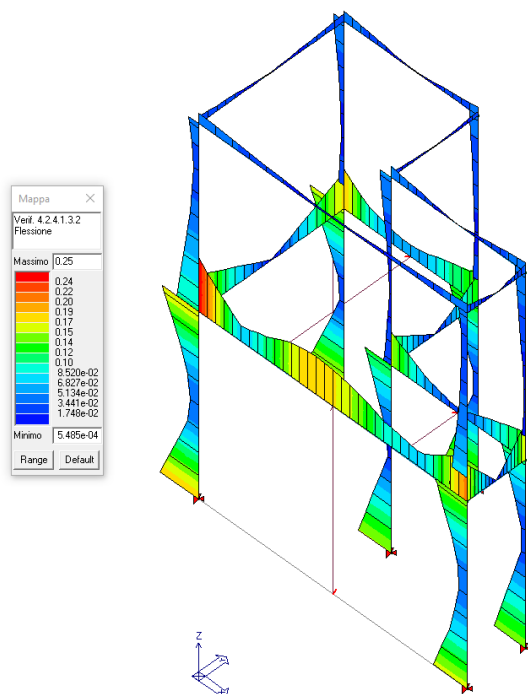 Mappa
Verif. 4.2.4.1.3.2
Flessione
Massimo 0.25
0.24
0.22
0.20
0.19
0.17
0.15
0.14
0.12
0.10
8.520e-02
6.827e-02
5.134e-02
3.441e-02
1.748e-02
Minimo 5.485e-04
Range Default
Z